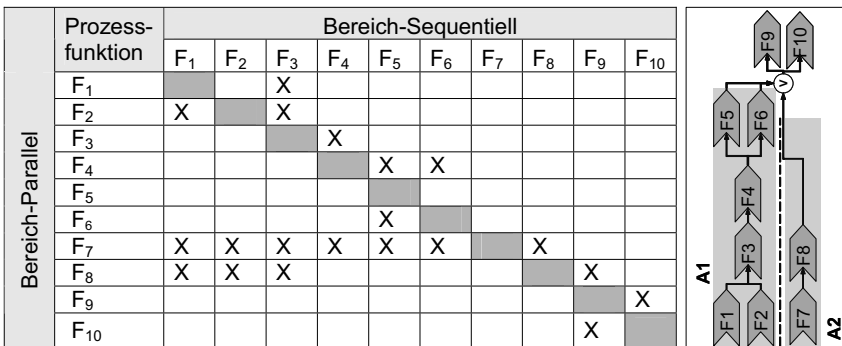 Prozess-funktion Bereich-Sequentiell
F₁ F₂ F₃ F₄ F₅ F₆ F₇ F₈ F₉ F₁₀
Bereich-Parallel
F₁ X
F₂ X X
F₃ X
F₄ X X
F₅
F₆ X
F₇ X X X X X X X
F₈ X X X X
F₉ X
F₁₀ X
F9 F10
v
F5 F6
F4
F3 F8
A1
F1 F2 F7
A2